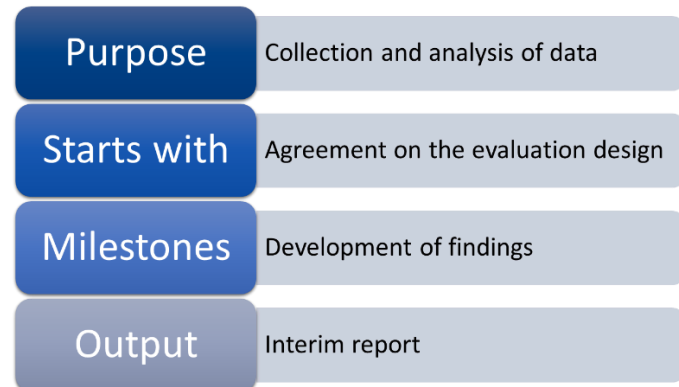 Purpose
Collection and analysis of data
Starts with
Agreement on the evaluation design
Milestones
Development of findings
Output
Interim report